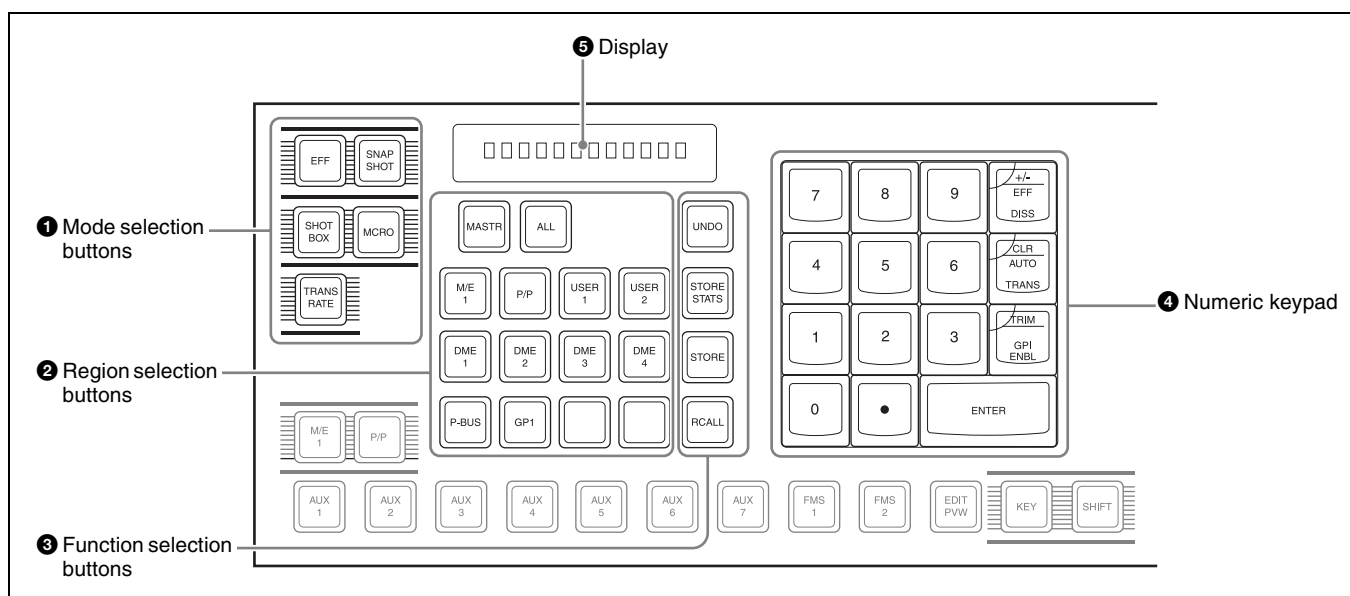 ❺ Display
EFF
SNAP
SHOT
❶ Mode selection
buttons
SHOT
BOX
MCRO
TRANS
RATE
❷ Region selection
buttons
MASTR
ALL
M/E
1
P/P
USER
1
USER
2
DME
1
DME
2
DME
3
DME
4
P-BUS
GP1
UNDO
STORE
STATS
STORE
RCALL
❸ Function selection
buttons
7
8
9
+/-
EFF
DISS
4
5
6
CLR
AUTO
TRANS
1
2
3
TRIM
GPI
ENBL
0
●
ENTER
❹ Numeric keypad
M/E
1
P/P
AUX
1
AUX
2
AUX
3
AUX
4
AUX
5
AUX
6
AUX
7
FMS
1
FMS
2
EDIT
PVW
KEY
SHIFT